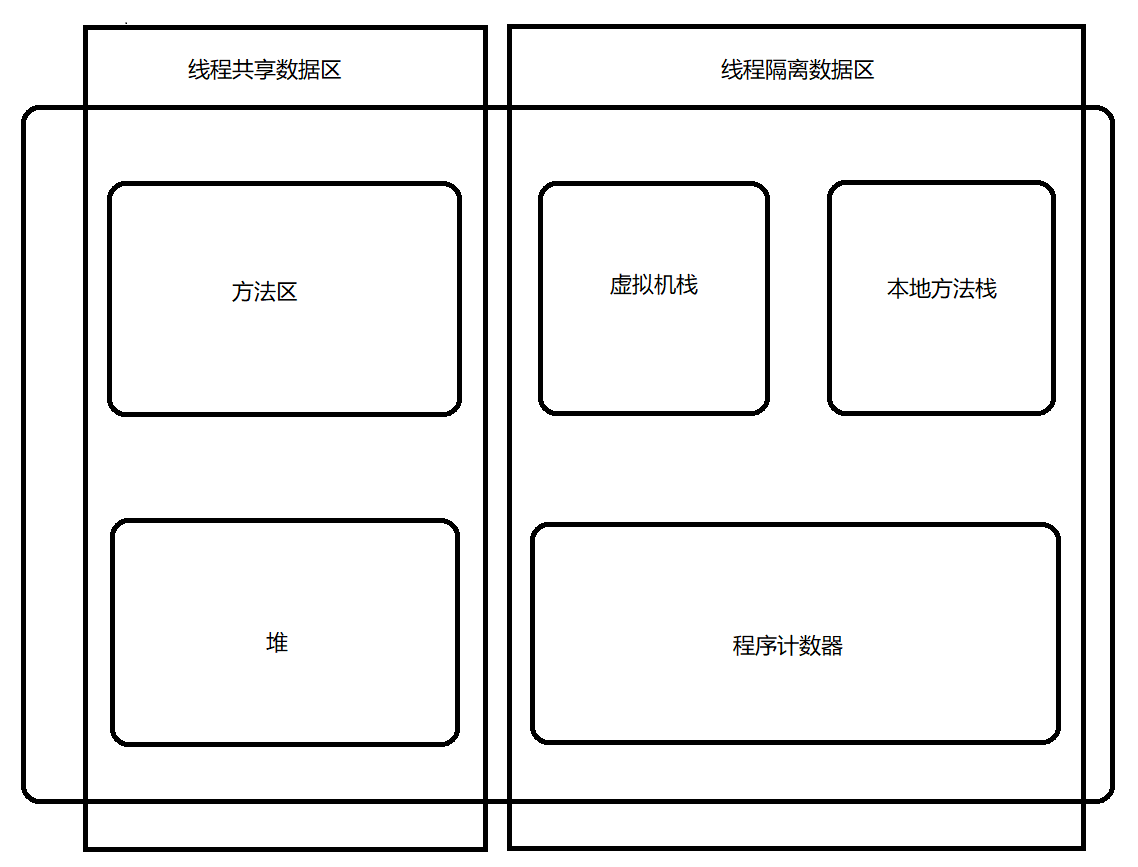 线程共享数据区
线程隔离数据区
方法区
虚拟机栈
本地方法栈
堆
程序计数器